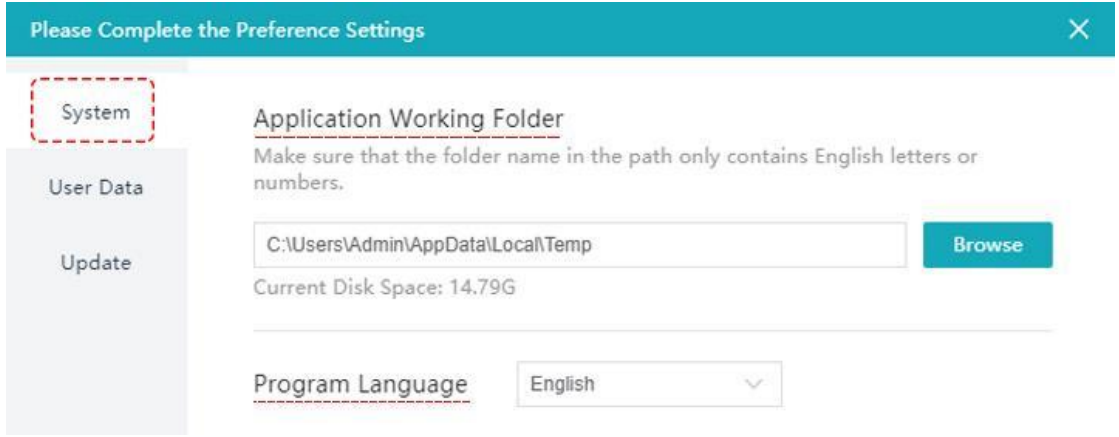 Please Complete the Preference Settings
System
User Data
Update
Application Working Folder
Make sure that the folder name in the path only contains English letters or
numbers.
C:\Users\Admin\AppData\Local\Temp
Browse
Current Disk Space: 14.79G
Program Language
English